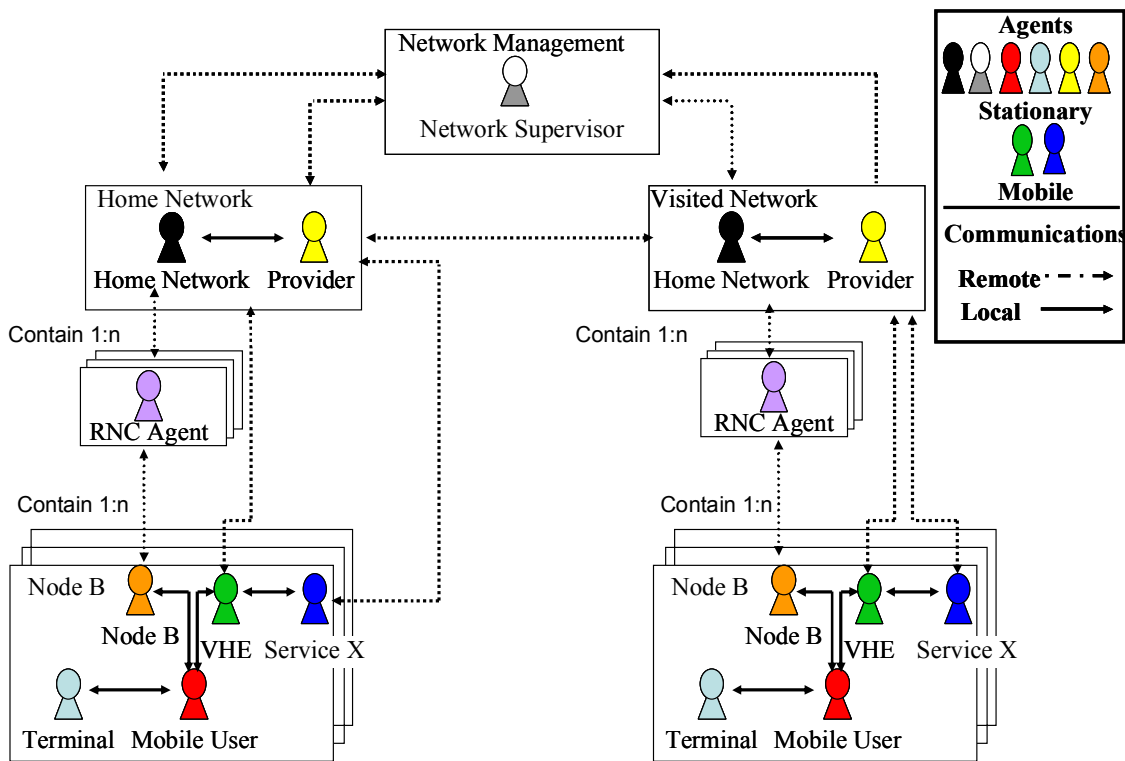 Network Management
Network Supervisor
Agents
Stationary
Mobile
Communications
Remote
Local
Home Network
Home Network
Provider
Visited Network
Home Network
Provider
Contain 1:n
RNC Agent
Contain 1:n
RNC Agent
Contain 1:n
Node B
Node B
VHE
Service X
Terminal
Mobile User
Contain 1:n
Node B
Node B
VHE
Service X
Terminal
Mobile User